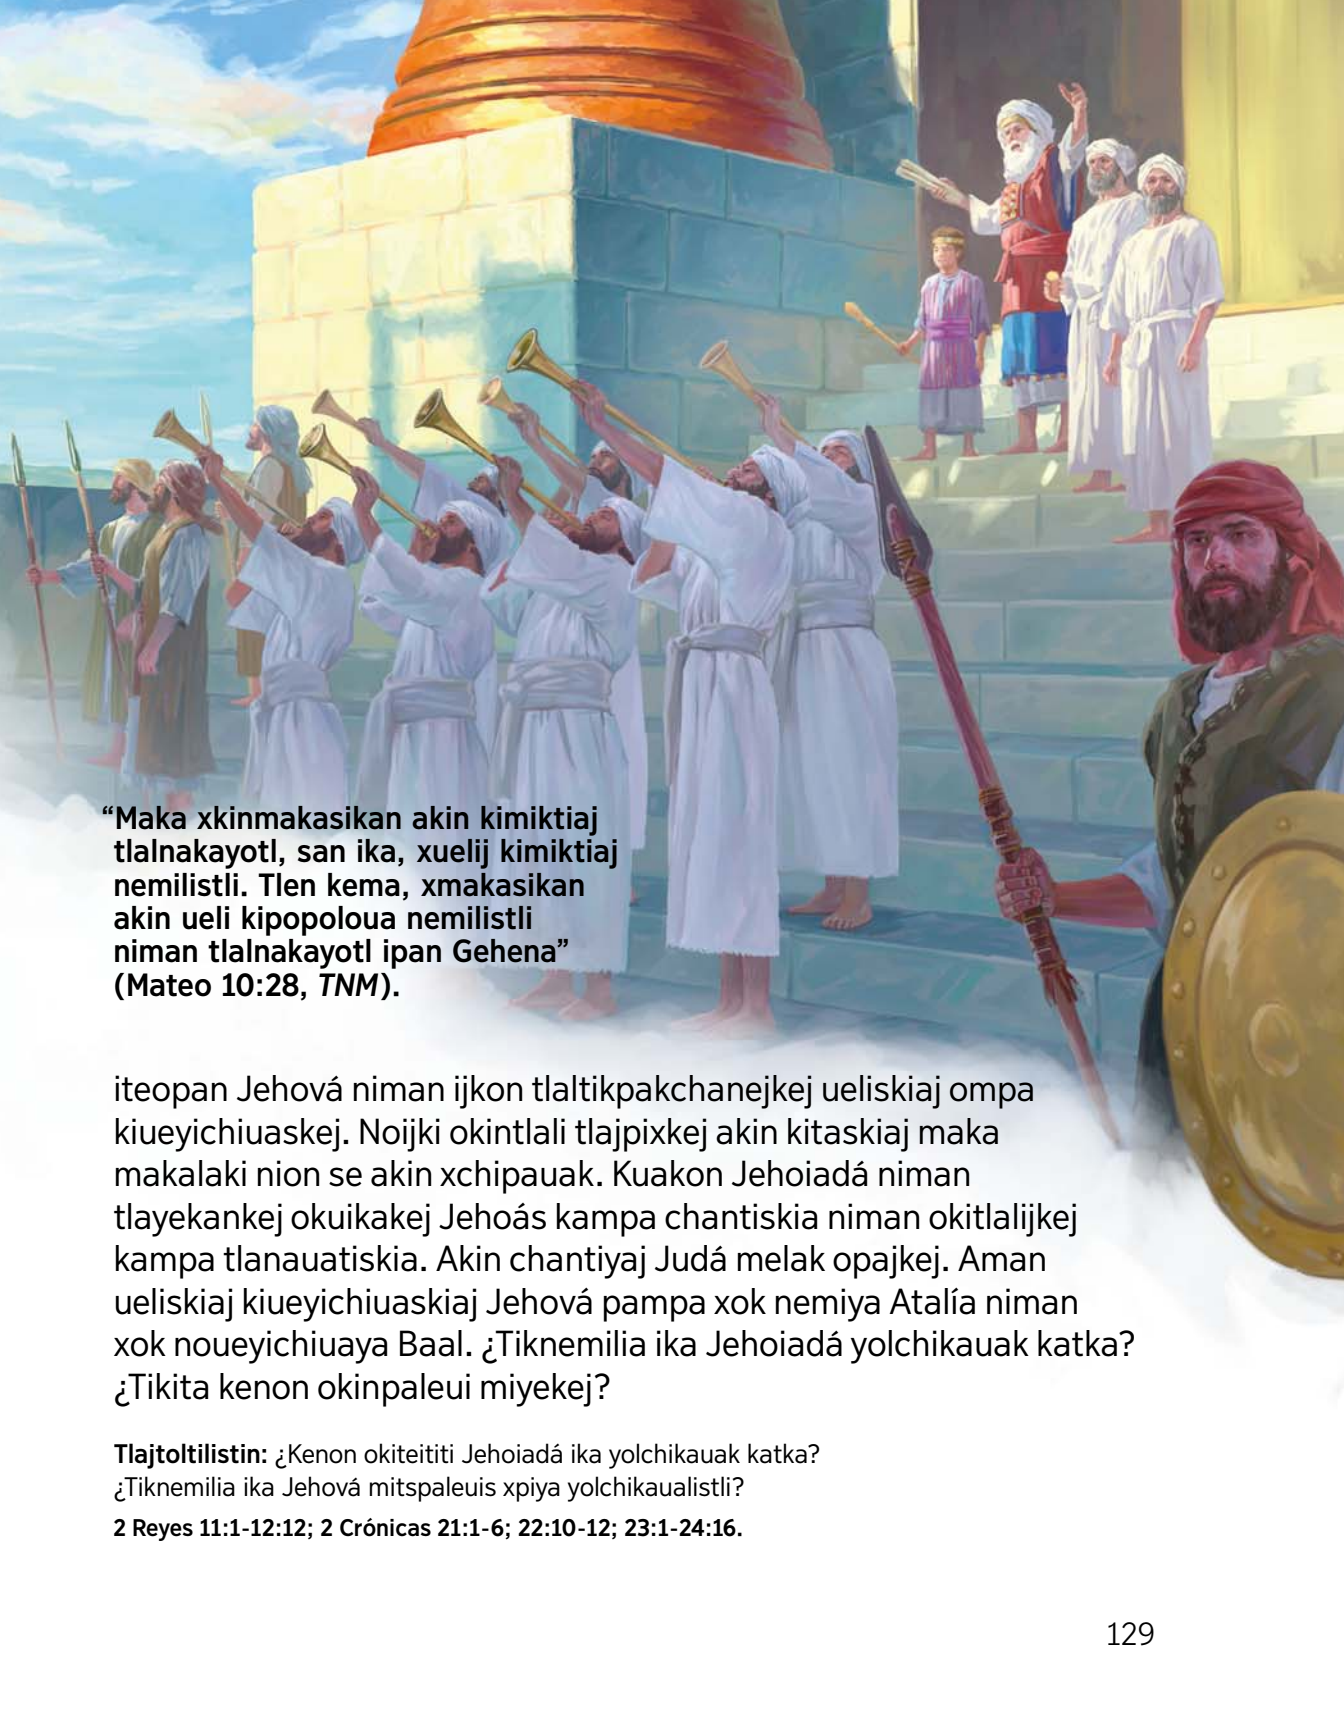 “Maka xkinmakasikan akin kimiktiaj
tlalnakayotl, san ika, xuelij kimiktiaj
nemilistli. Tlen kema, xmakasikan
akin ueli kipopoloua nemilistli
niman tlalnakayotl ipan Gehena”
(Mateo 10:28, TNM).
iteopan Jehová niman ijkon tlaltikpakchanejkej ueliskiaj ompa
kiueyichiuaskej. Noijki okintlali tlajpixkej akin kitaskiaj maka
makalaki nion se akin xchipauak. Kuakon Jehoiadá niman
tlayekankej okuikakej Jehoás kampa chantiskia niman okitlalijkej
kampa tlanauatiskia. Akin chantiyaj Judá melak opajkej. Aman
ueliskiaj kiueyichiuaskiaj Jehová pampa xok nemiya Atalía niman
xok noueyichiuaya Baal. ¿Tiknemilia ika Jehoiadá yolchikauak katka?
¿Tikita kenon okinpaleui miyekej?
Tlajtoltilistin: ¿Kenon okiteititi Jehoiadá ika yolchikauak katka?
¿Tiknemilia ika Jehová mitspaleuis xpiya yolchikaualistli?
2 Reyes 11:1-12:12; 2 Crónicas 21:1-6; 22:10-12; 23:1-24:16.
129